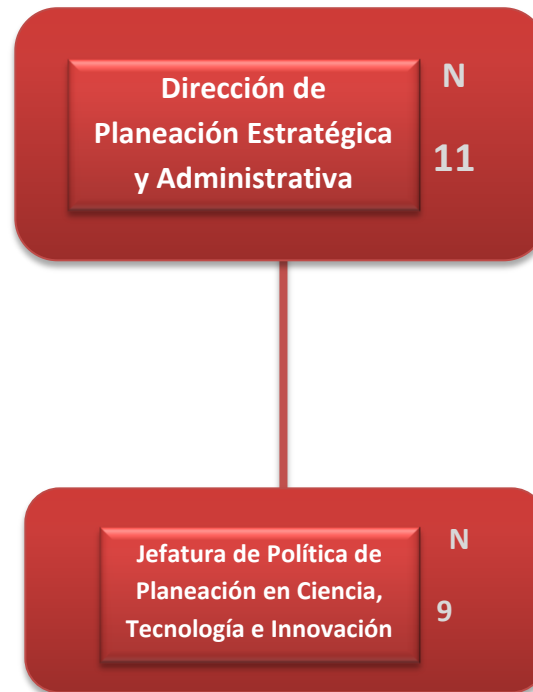 Dirección de
Planeación Estratégica
y Administrativa
N
11
Jefatura de Política de
Planeación en Ciencia,
Tecnología e Innovación
N
9